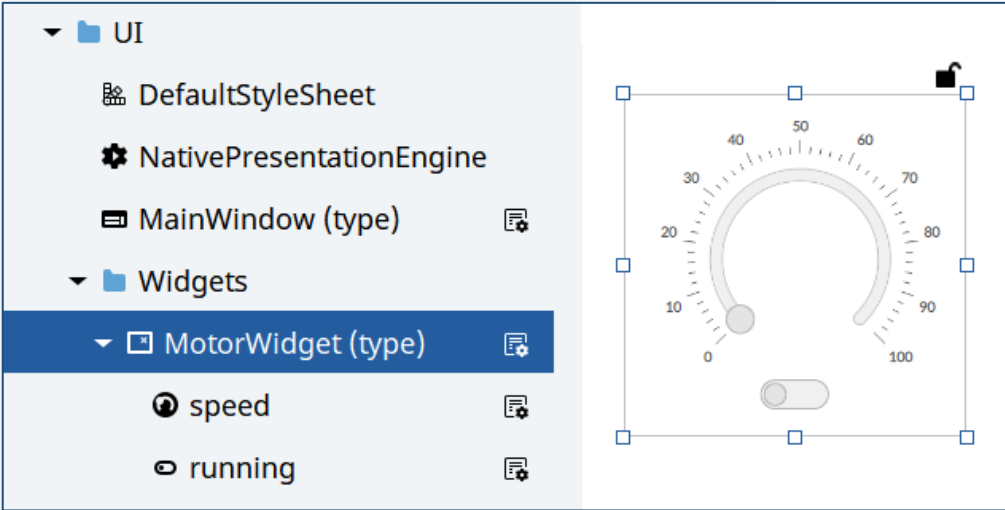 UI
DefaultStyleSheet
NativePresentationEngine
MainWindow (type)
Widgets
MotorWidget (type)
speed
running
50
40
60
30
70
20
80
10
90
0
100